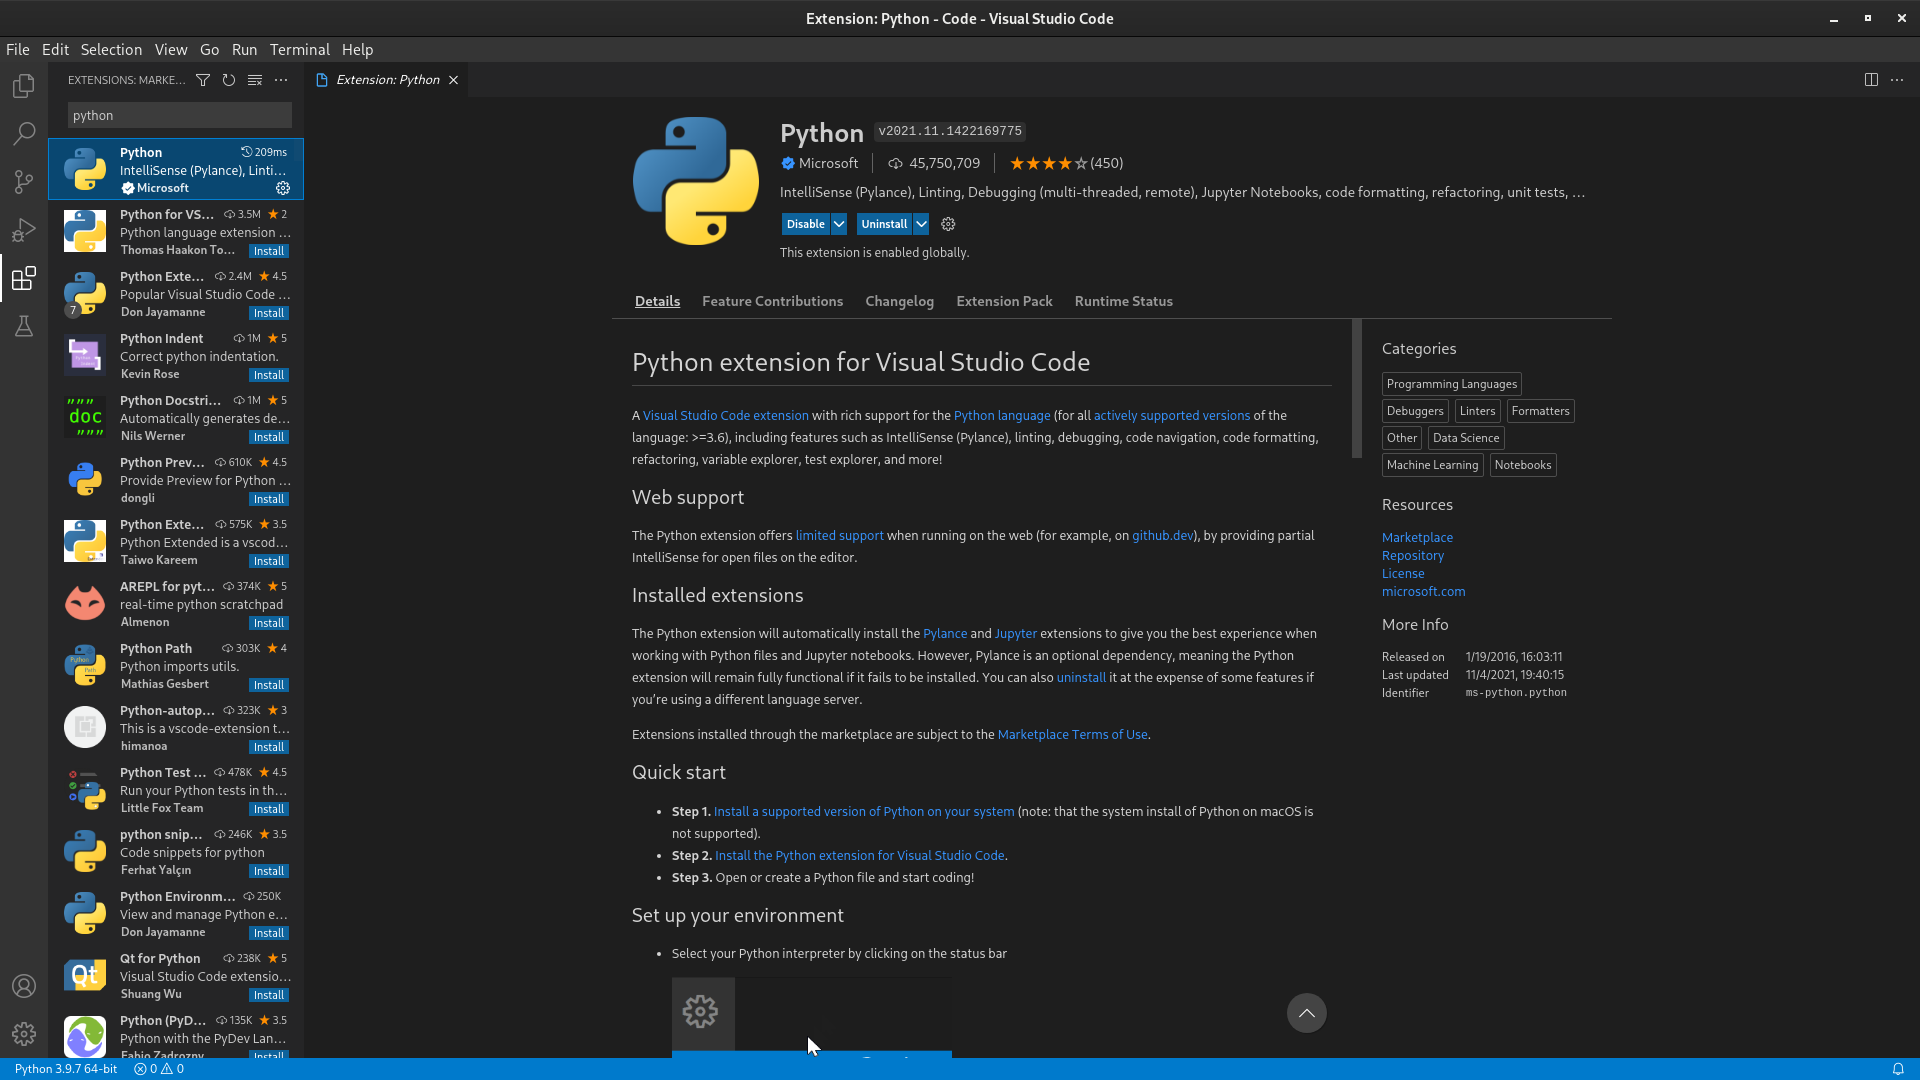 Extension: Python - Code - Visual Studio Code
File Edit Selection View Go Run Terminal Help
EXTENSIONS: MARKE...
python
Python 209ms
IntelliSense (Pylance), Linti...
Microsoft
Python for VS... 3.5M 2
Python language extension ...
Thomas Haakon To... Install
Python Exte... 2.4M 4.5
Popular Visual Studio Code ...
7 Don Jayamanne Install
Python Indent 1M 5
Correct python indentation.
Kevin Rose Install
Python Docstri... 1M 5
Automatically generates de...
Nils Werner Install
""" doc """
Python Prev... 610K 4.5
Provide Preview for Python ...
dongli Install
Python Exte... 575K 3.5
Python Extended is a vscod...
Taiwo Kareem Install
AREPL for pyt... 374K 5
real-time python scratchpad
Almenon Install
Python Path 303K 4
Python imports utils.
Mathias Gesbert Install
Python-autop... 323K 3
This is a vscode-extension t...
himanoa Install
Python Test ... 478K 4.5
Run your Python tests in th...
Little Fox Team Install
python snip... 246K 3.5
Code snippets for python
Ferhat Yalçın Install
Python Environm... 250K
View and manage Python e...
Don Jayamanne Install
Qt for Python 238K 5
Visual Studio Code extensio...
Qt Shuang Wu Install
Python (PyD... 135K 3.5
Python with the PyDev Lan...
Fabio Zadrozny Install
Extension: Python
Python v2021.11.1422169775
Microsoft 45,750,709 (450)
IntelliSense (Pylance), Linting, Debugging (multi-threaded, remote), Jupyter Notebooks, code formatting, refactoring, unit tests, ...
Disable Uninstall
This extension is enabled globally.
Details Feature Contributions Changelog Extension Pack Runtime Status
Python extension for Visual Studio Code
A Visual Studio Code extension with rich support for the Python language (for all actively supported versions of the
language: >=3.6), including features such as IntelliSense (Pylance), linting, debugging, code navigation, code formatting,
refactoring, variable explorer, test explorer, and more!
Web support
The Python extension offers limited support when running on the web (for example, on github.dev), by providing partial
IntelliSense for open files on the editor.
Installed extensions
The Python extension will automatically install the Pylance and Jupyter extensions to give you the best experience when
working with Python files and Jupyter notebooks. However, Pylance is an optional dependency, meaning the Python
extension will remain fully functional if it fails to be installed. You can also uninstall it at the expense of some features if
you're using a different language server.
Extensions installed through the marketplace are subject to the Marketplace Terms of Use.
Quick start
• Step 1. Install a supported version of Python on your system (note: that the system install of Python on macOS is
not supported).
• Step 2. Install the Python extension for Visual Studio Code.
• Step 3. Open or create a Python file and start coding!
Set up your environment
• Select your Python interpreter by clicking on the status bar
Categories
Programming Languages
Debuggers Linters Formatters
Other Data Science
Machine Learning Notebooks
Resources
Marketplace
Repository
License
microsoft.com
More Info
Released on 1/19/2016, 16:03:11
Last updated 11/4/2021, 19:40:15
Identifier ms-python.python
Python 3.9.7 64-bit 0 0